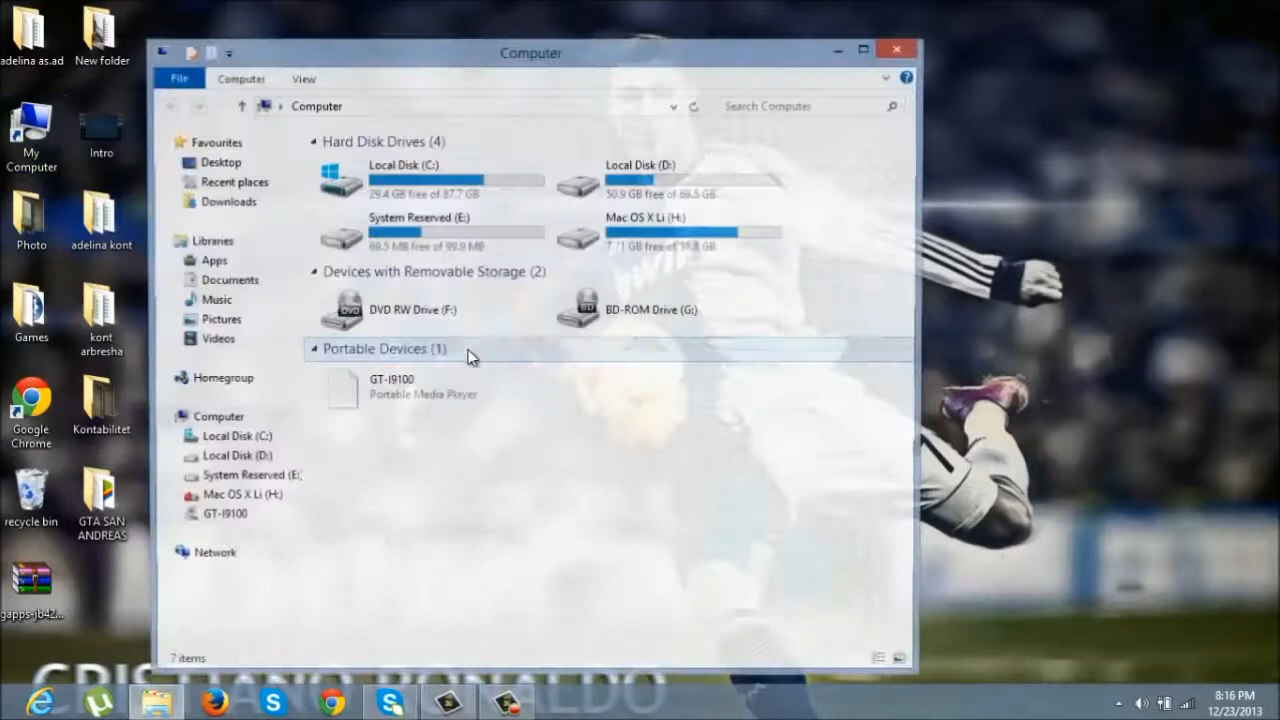 adelina as.ad
New folder
My
Computer
Intro
Photo
adelina kont
Games
kont
arbresha
Google
Chrome
Kontabilitet
recycle bin
GTA SAN
ANDREAS
gapps-jb42...
Computer
File
Computer
View
Computer
Search Computer
Favourites
Desktop
Recent places
Downloads
Libraries
Apps
Documents
Music
Pictures
Videos
Homegroup
Computer
Local Disk (C:)
Local Disk (D:)
System Reserved (E:
Mac OS X Li (H:)
GT-I9100
Network
Hard Disk Drives (4)
Local Disk (C:)
29.4 GB free of 87.7 GB
Local Disk (D:)
50.9 GB free of 69.5 GB
System Reserved (E:)
69.5 MB free of 99.9 MB
Mac OS X Li (H:)
7.71 GB free of 31.8 GB
Devices with Removable Storage (2)
DVD RW Drive (F:)
BD-ROM Drive (G:)
Portable Devices (1)
GT-I9100
Portable Media Player
7 items
CRISTIANO RONALDO
8:16 PM
12/23/2013